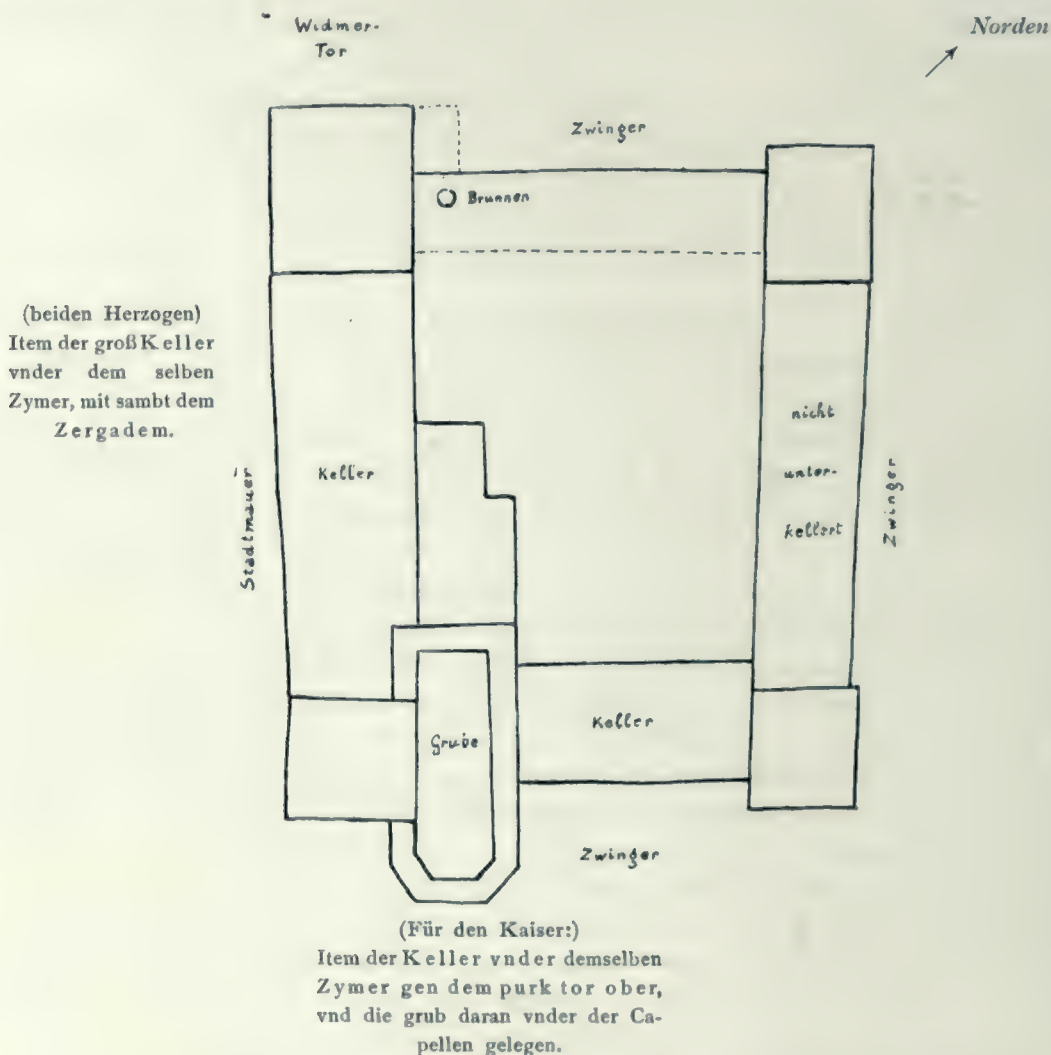 Widmer-
Tor
Norden
Zwinger
Brunnen
(beiden Herzogen)
Item der groß Keller
vnder dem selben
Zymer, mit sambt dem
Zergadem.
Stadtmauer
Keller
nicht
unter-
kellert
Zwinger
Grube
Keller
Zwinger
(Für den Kaiser:)
Item der Keller vnder demselben
Zymer gen dem purk tor ober,
vnd die grub daran vnder der Ca-
pellen gelegen.